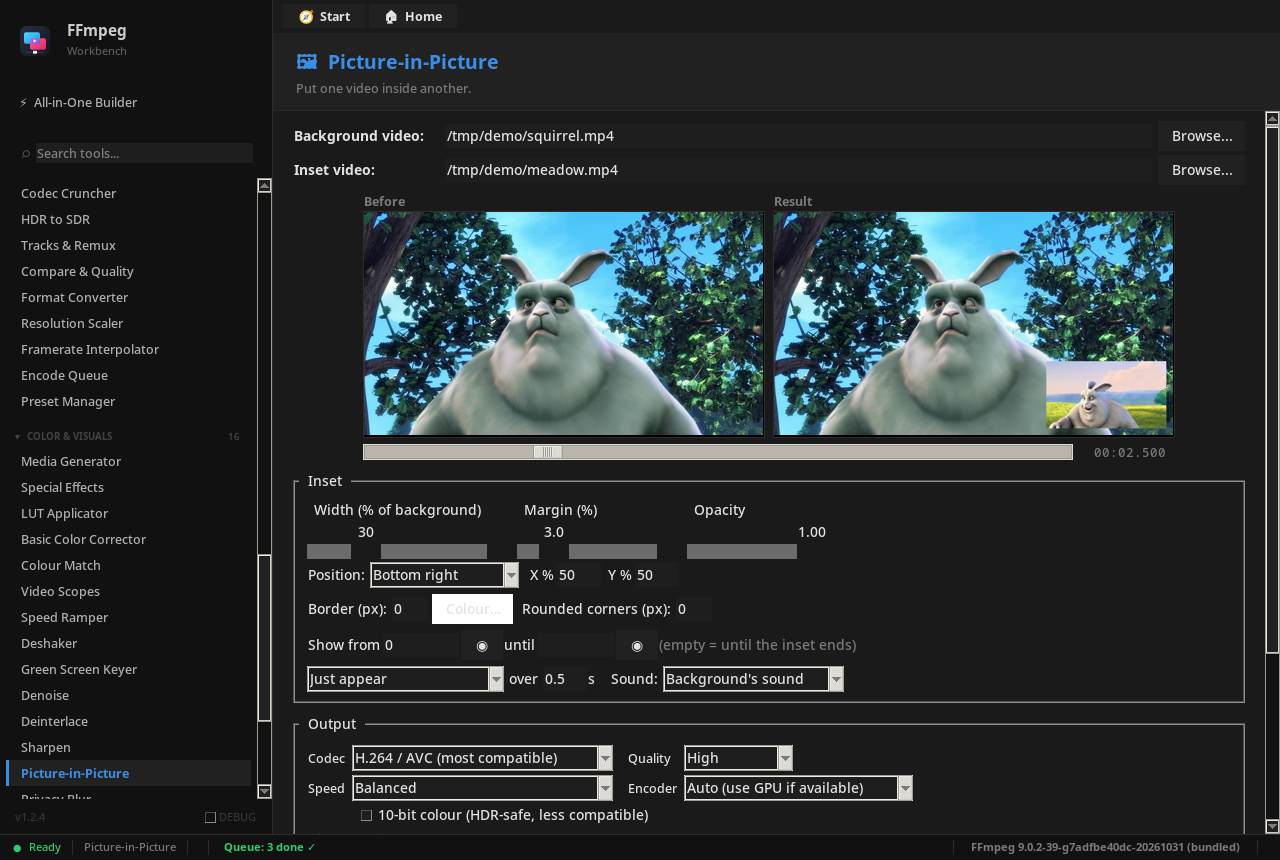 FFmpeg
Workbench
⚡ All-in-One Builder
Search tools...
Codec Cruncher
HDR to SDR
Tracks & Remux
Compare & Quality
Format Converter
Resolution Scaler
Framerate Interpolator
Encode Queue
Preset Manager
▾ COLOR & VISUALS 16
Media Generator
Special Effects
LUT Applicator
Basic Color Corrector
Colour Match
Video Scopes
Speed Ramper
Deshaker
Green Screen Keyer
Denoise
Deinterlace
Sharpen
Picture-in-Picture
Privacy Blur
v1.2.4 DEBUG
Start Home
Picture-in-Picture
Put one video inside another.
Background video: /tmp/demo/squirrel.mp4 Browse...
Inset video: /tmp/demo/meadow.mp4 Browse...
Before Result
00:02.500
Inset
Width (% of background) Margin (%) Opacity
30 3.0 1.00
Position: Bottom right X % 50 Y % 50
Border (px): 0 Colour... Rounded corners (px): 0
Show from 0 ◉ until ◉ (empty = until the inset ends)
Just appear over 0.5 s Sound: Background's sound
Output
Codec H.264 / AVC (most compatible) Quality High
Speed Balanced Encoder Auto (use GPU if available)
10-bit colour (HDR-safe, less compatible)
● Ready Picture-in-Picture Queue: 3 done ✓ FFmpeg 9.0.2-39-g7adfbe40dc-20261031 (bundled)